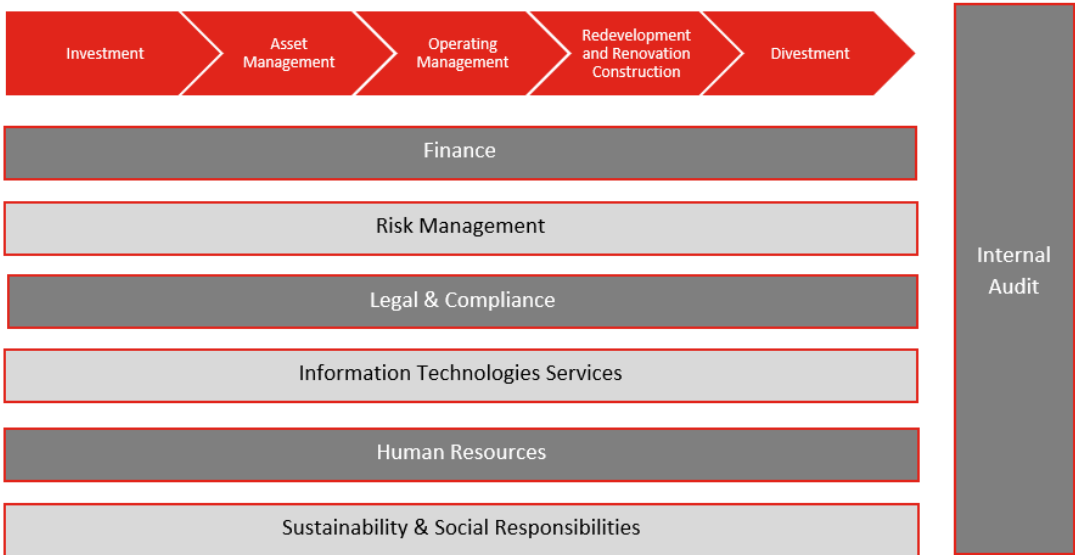 Investment
Asset
Management
Operating
Management
Redevelopment
and Renovation
Construction
Divestment
Finance
Risk Management
Legal & Compliance
Information Technologies Services
Human Resources
Sustainability & Social Responsibilities
Internal
Audit